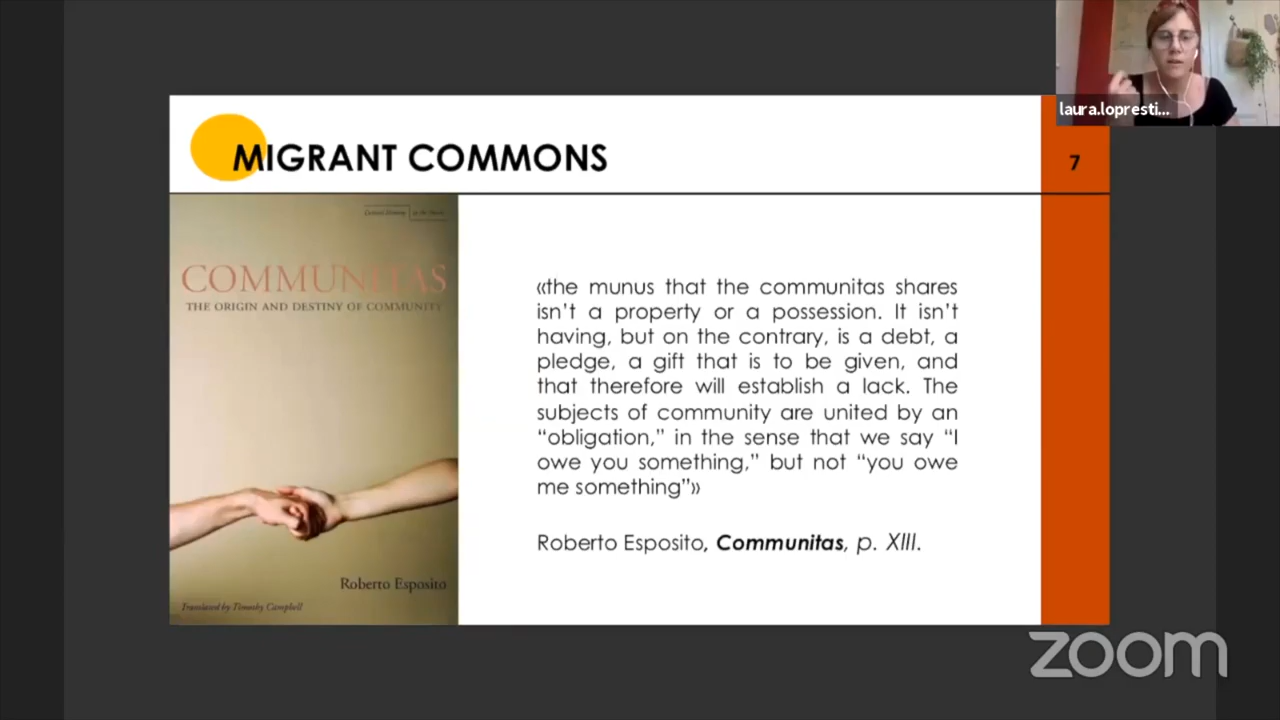 laura.lopresti...
MIGRANT COMMONS
7
COMMUNITAS
THE ORIGIN AND DESTINY OF COMMUNITY
Roberto Esposito
Translated by Timothy Campbell
«the munus that the communitas shares
isn’t a property or a possession. It isn’t
having, but on the contrary, is a debt, a
pledge, a gift that is to be given, and
that therefore will establish a lack. The
subjects of community are united by an
“obligation,” in the sense that we say “I
owe you something,” but not “you owe
me something”»
Roberto Esposito, Communitas, p. XIII.
zoom